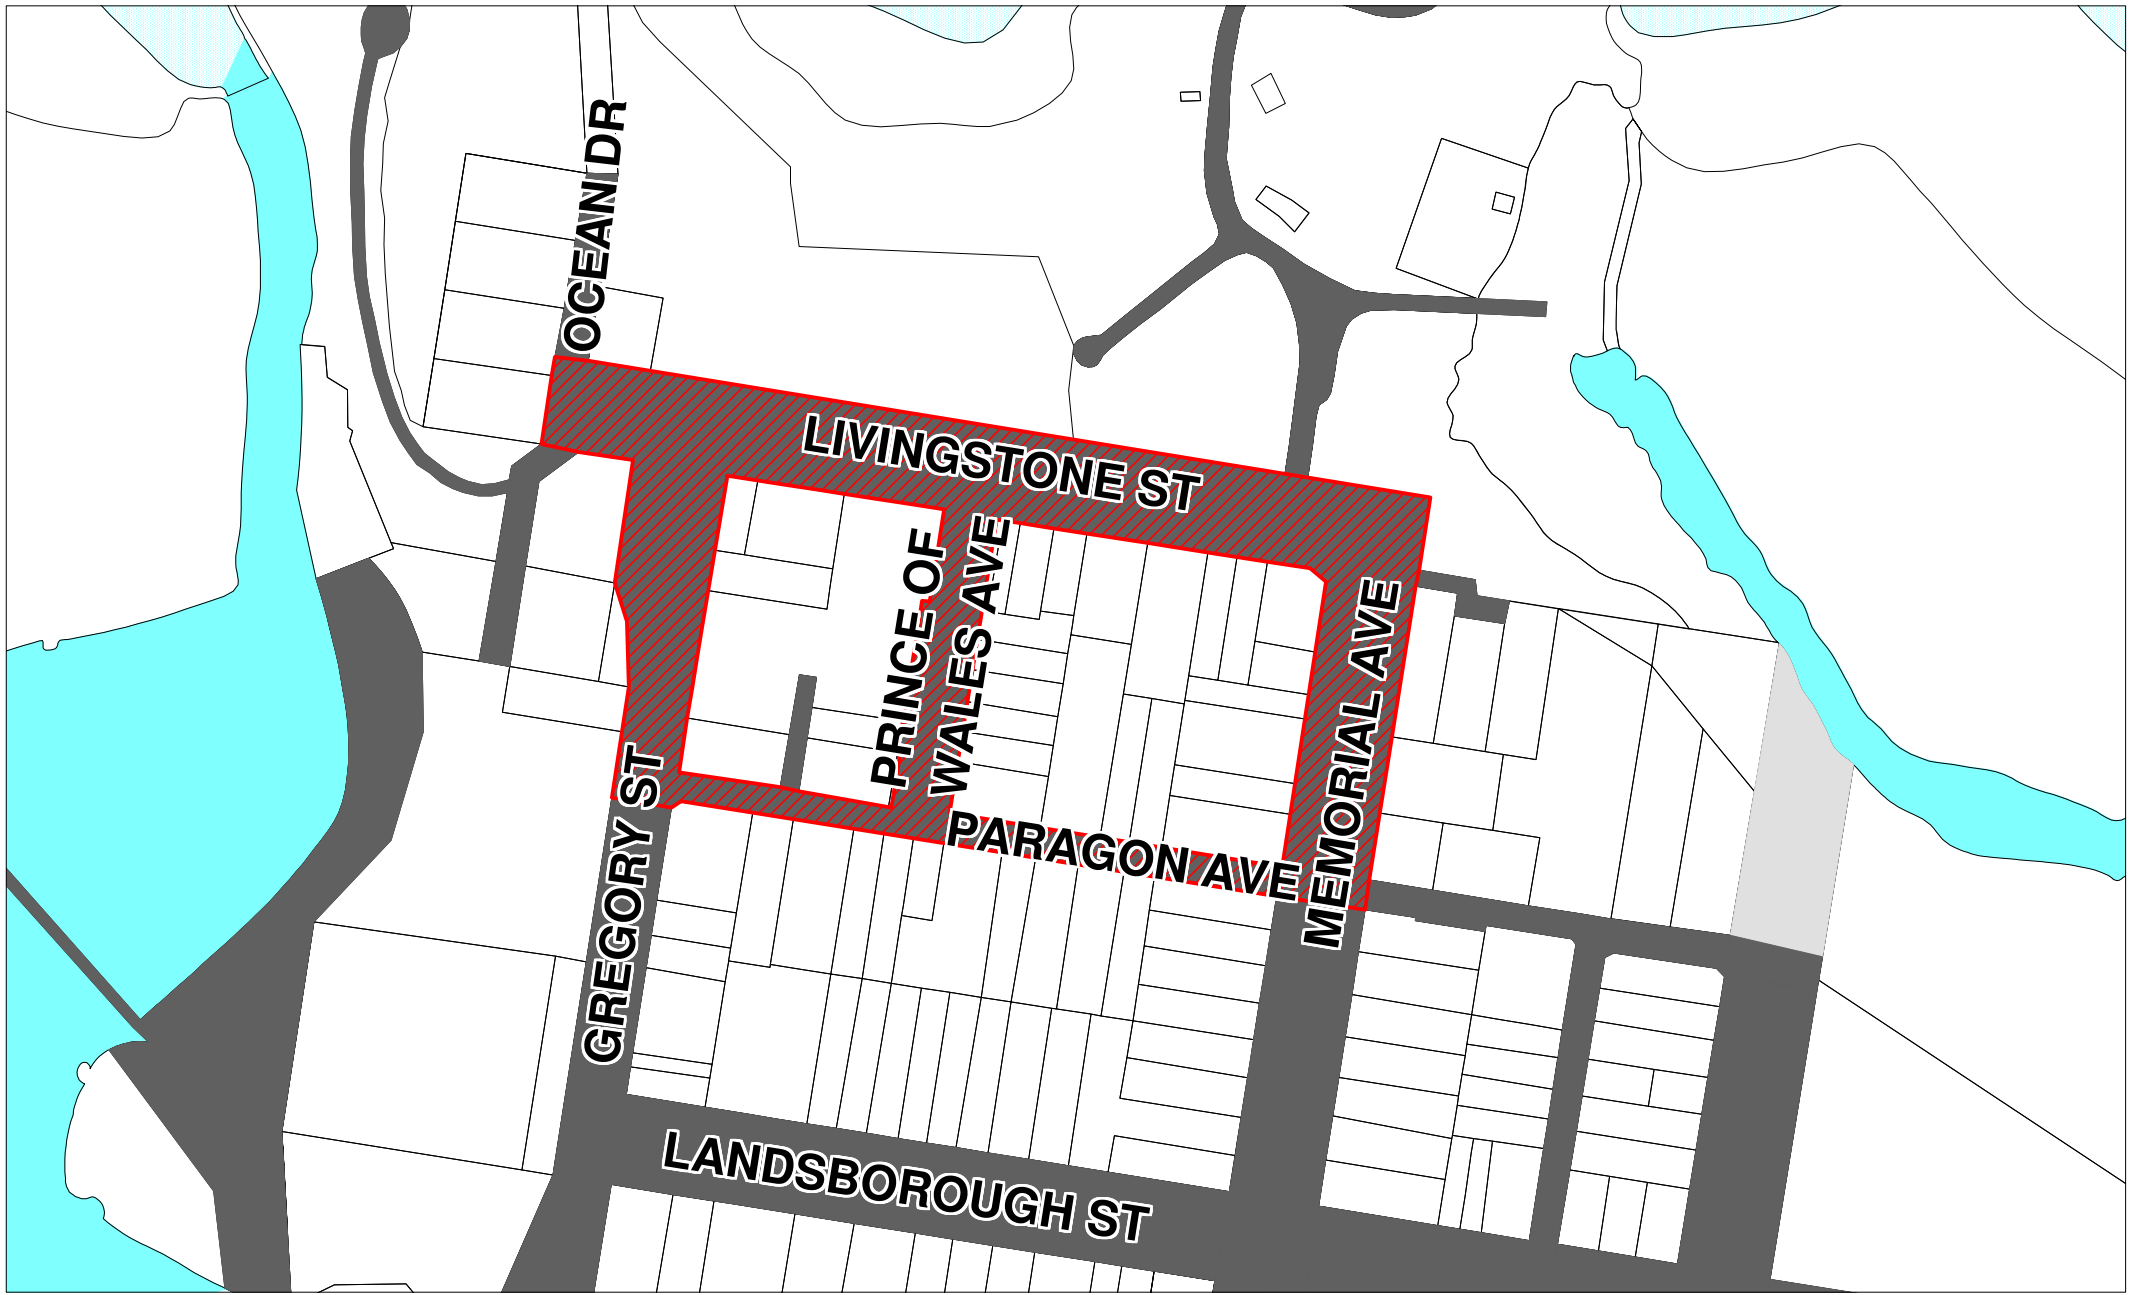 OCEAN DR
LIVINGSTONE ST
PRINCE OF
WALES AVE
MEMORIAL AVE
GREGORY ST
PARAGON AVE
LANDSBOROUGH ST